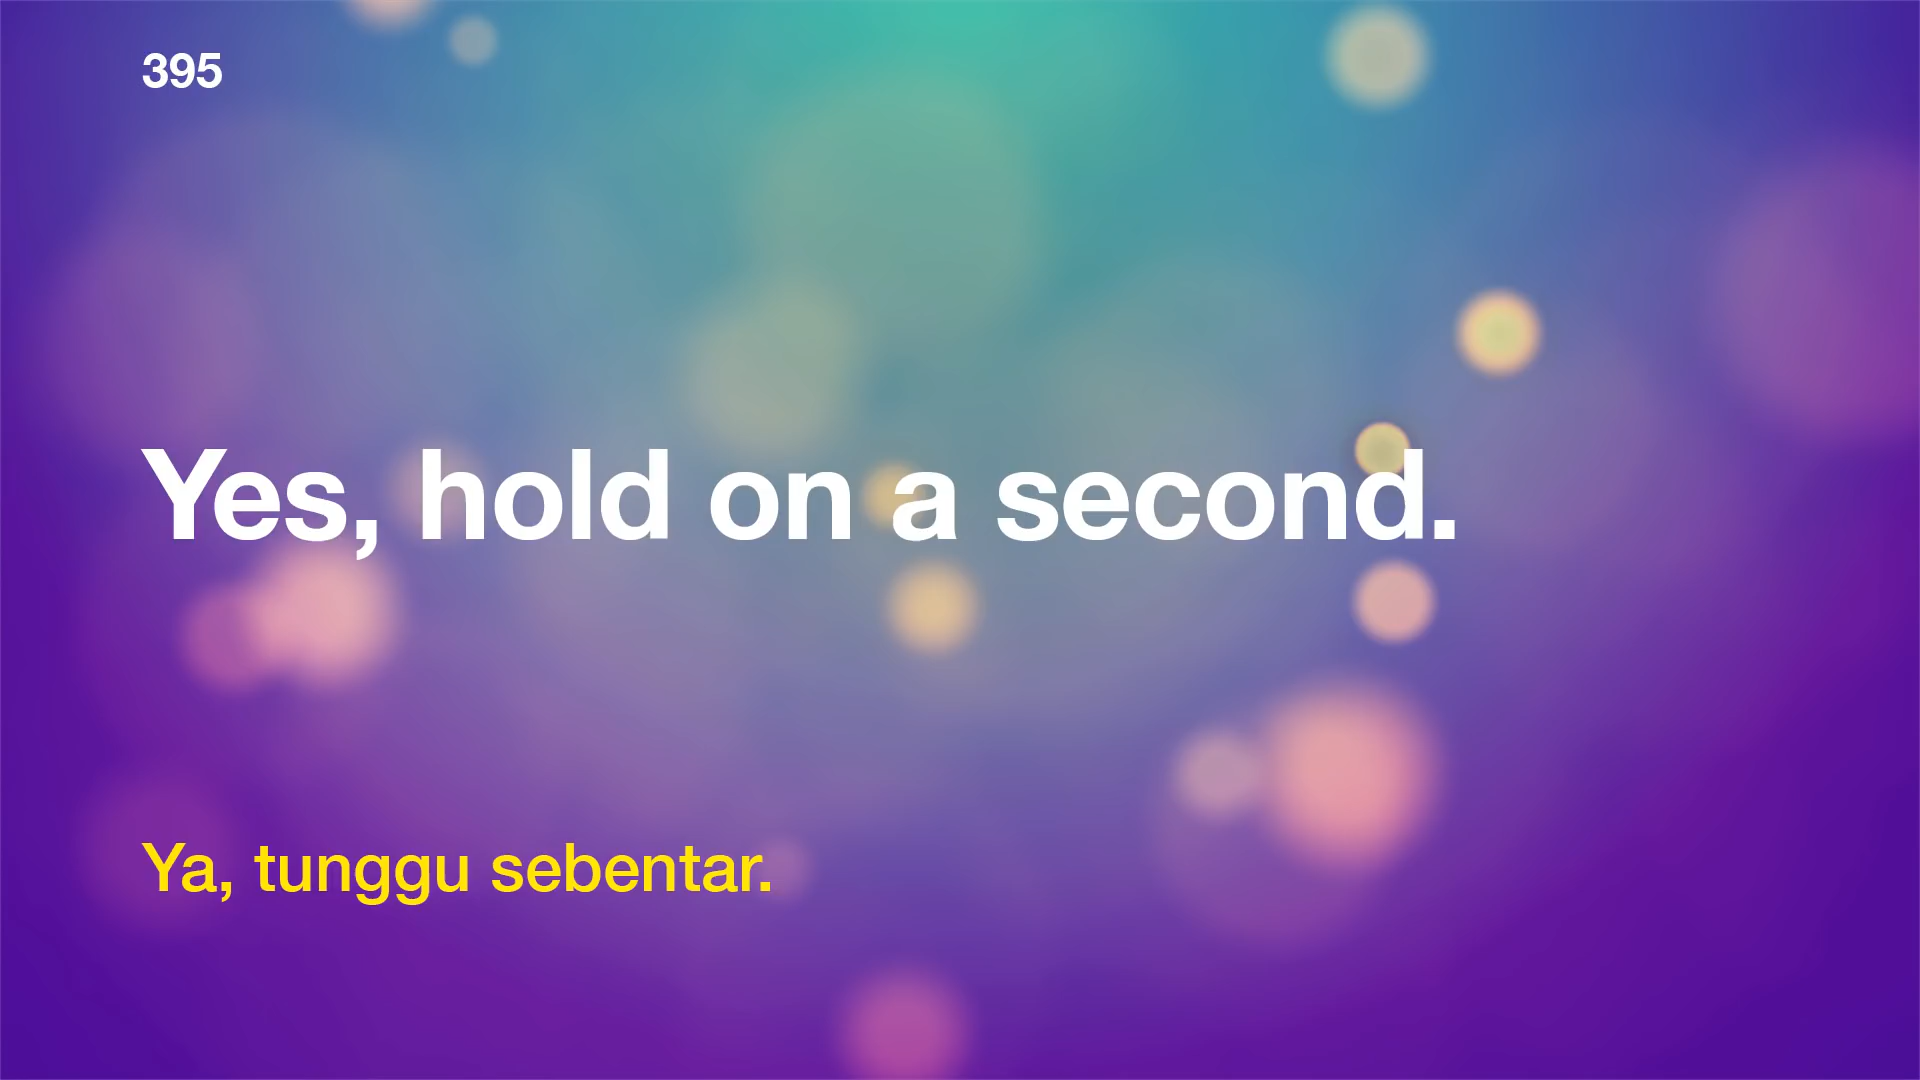 395
Yes, hold on a second.
Ya, tunggu sebentar.